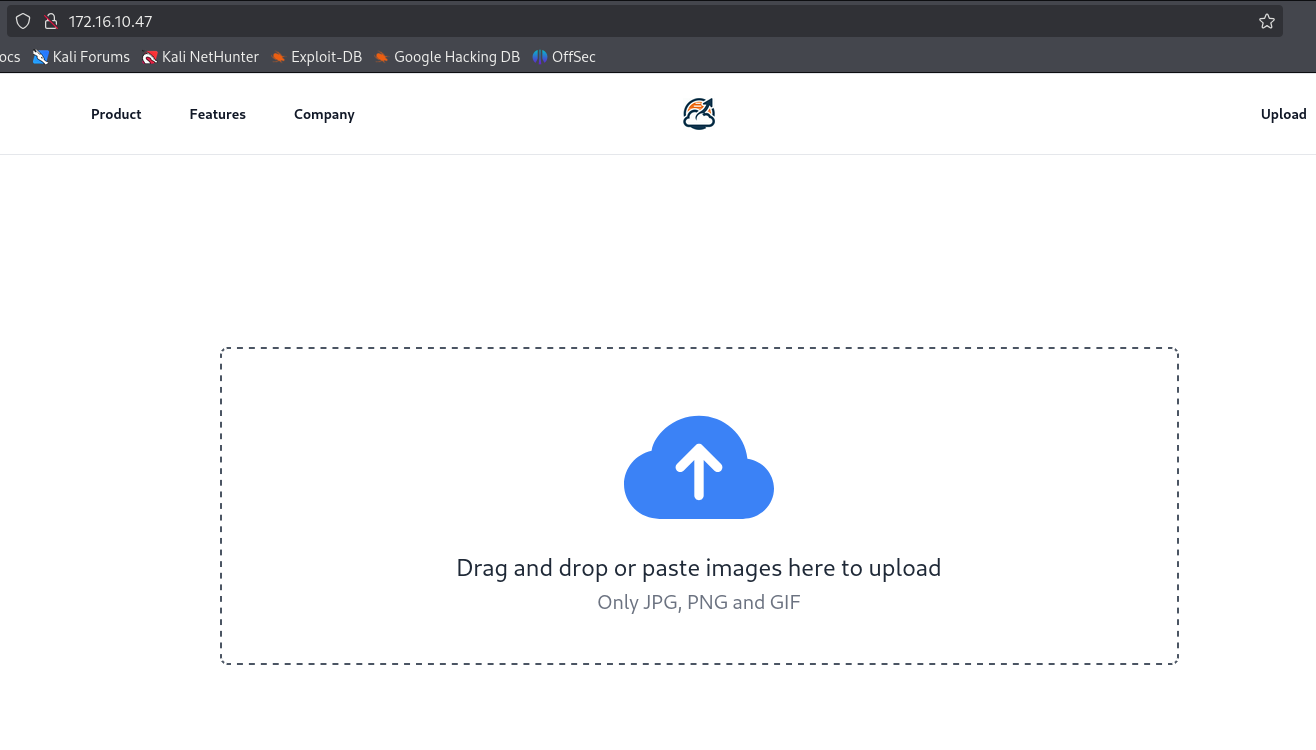 172.16.10.47
ocs Kali Forums Kali NetHunter Exploit-DB Google Hacking DB OffSec
Product Features Company Upload
Drag and drop or paste images here to upload
Only JPG, PNG and GIF